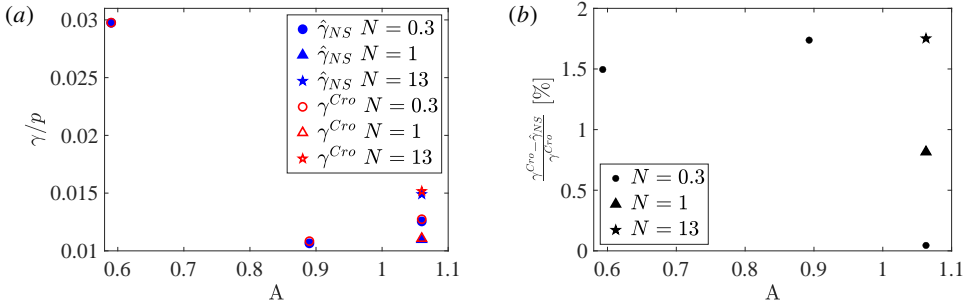 (a)
0.03
0.025
0.02
0.015
0.01
γ/p
0.6 0.7 0.8 0.9 1 1.1
A
γ̂_NS N = 0.3
γ̂_NS N = 1
γ̂_NS N = 13
γ^Cro N = 0.3
γ^Cro N = 1
γ^Cro N = 13
(b)
2
1.5
1
0.5
0
(γ^Cro − γ̂_NS)/γ^Cro [%]
0.6 0.7 0.8 0.9 1 1.1
A
N = 0.3
N = 1
N = 13